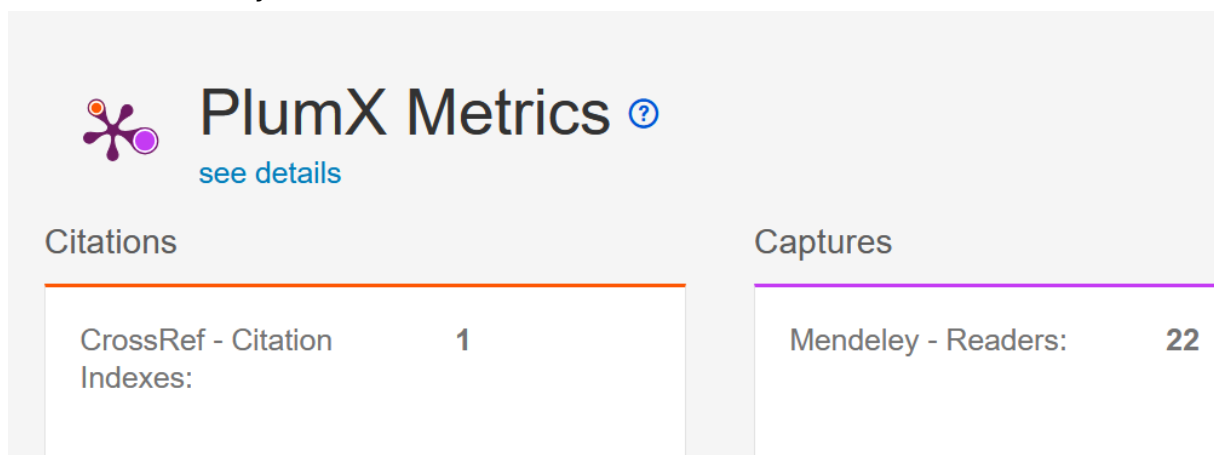 PlumX Metrics ?
see details
Citations
Captures
CrossRef - Citation
Indexes:
1
Mendeley - Readers:
22